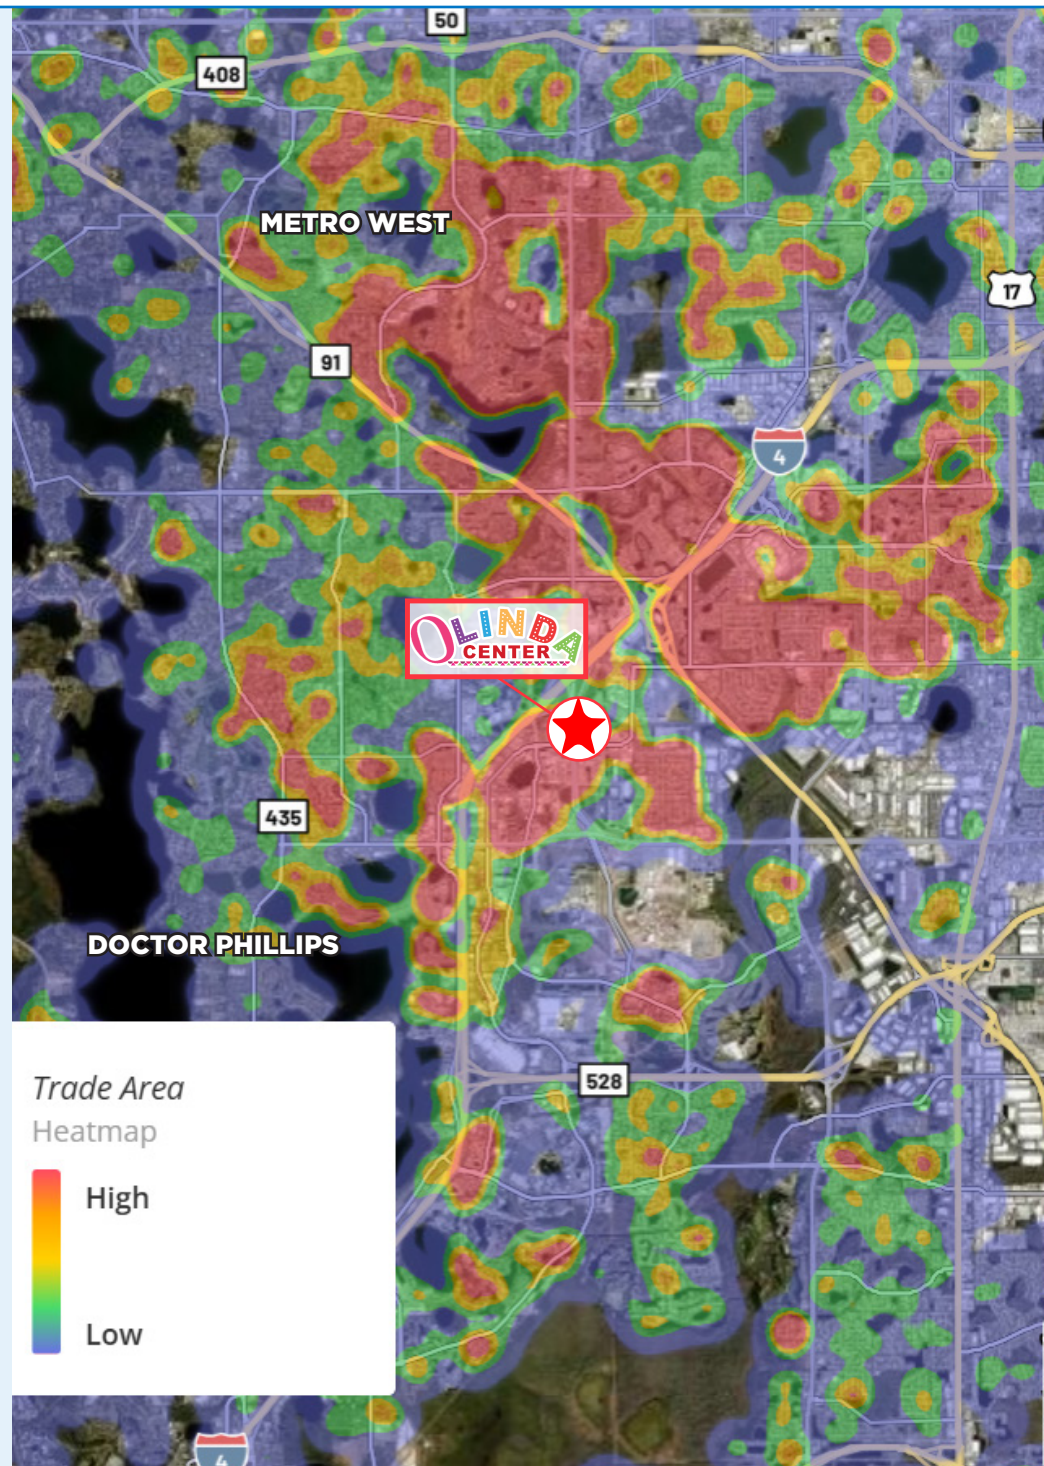 50
408
METRO WEST
17
91
4
OLINDA
CENTER
435
DOCTOR PHILLIPS
528
Trade Area
Heatmap
High
Low
4